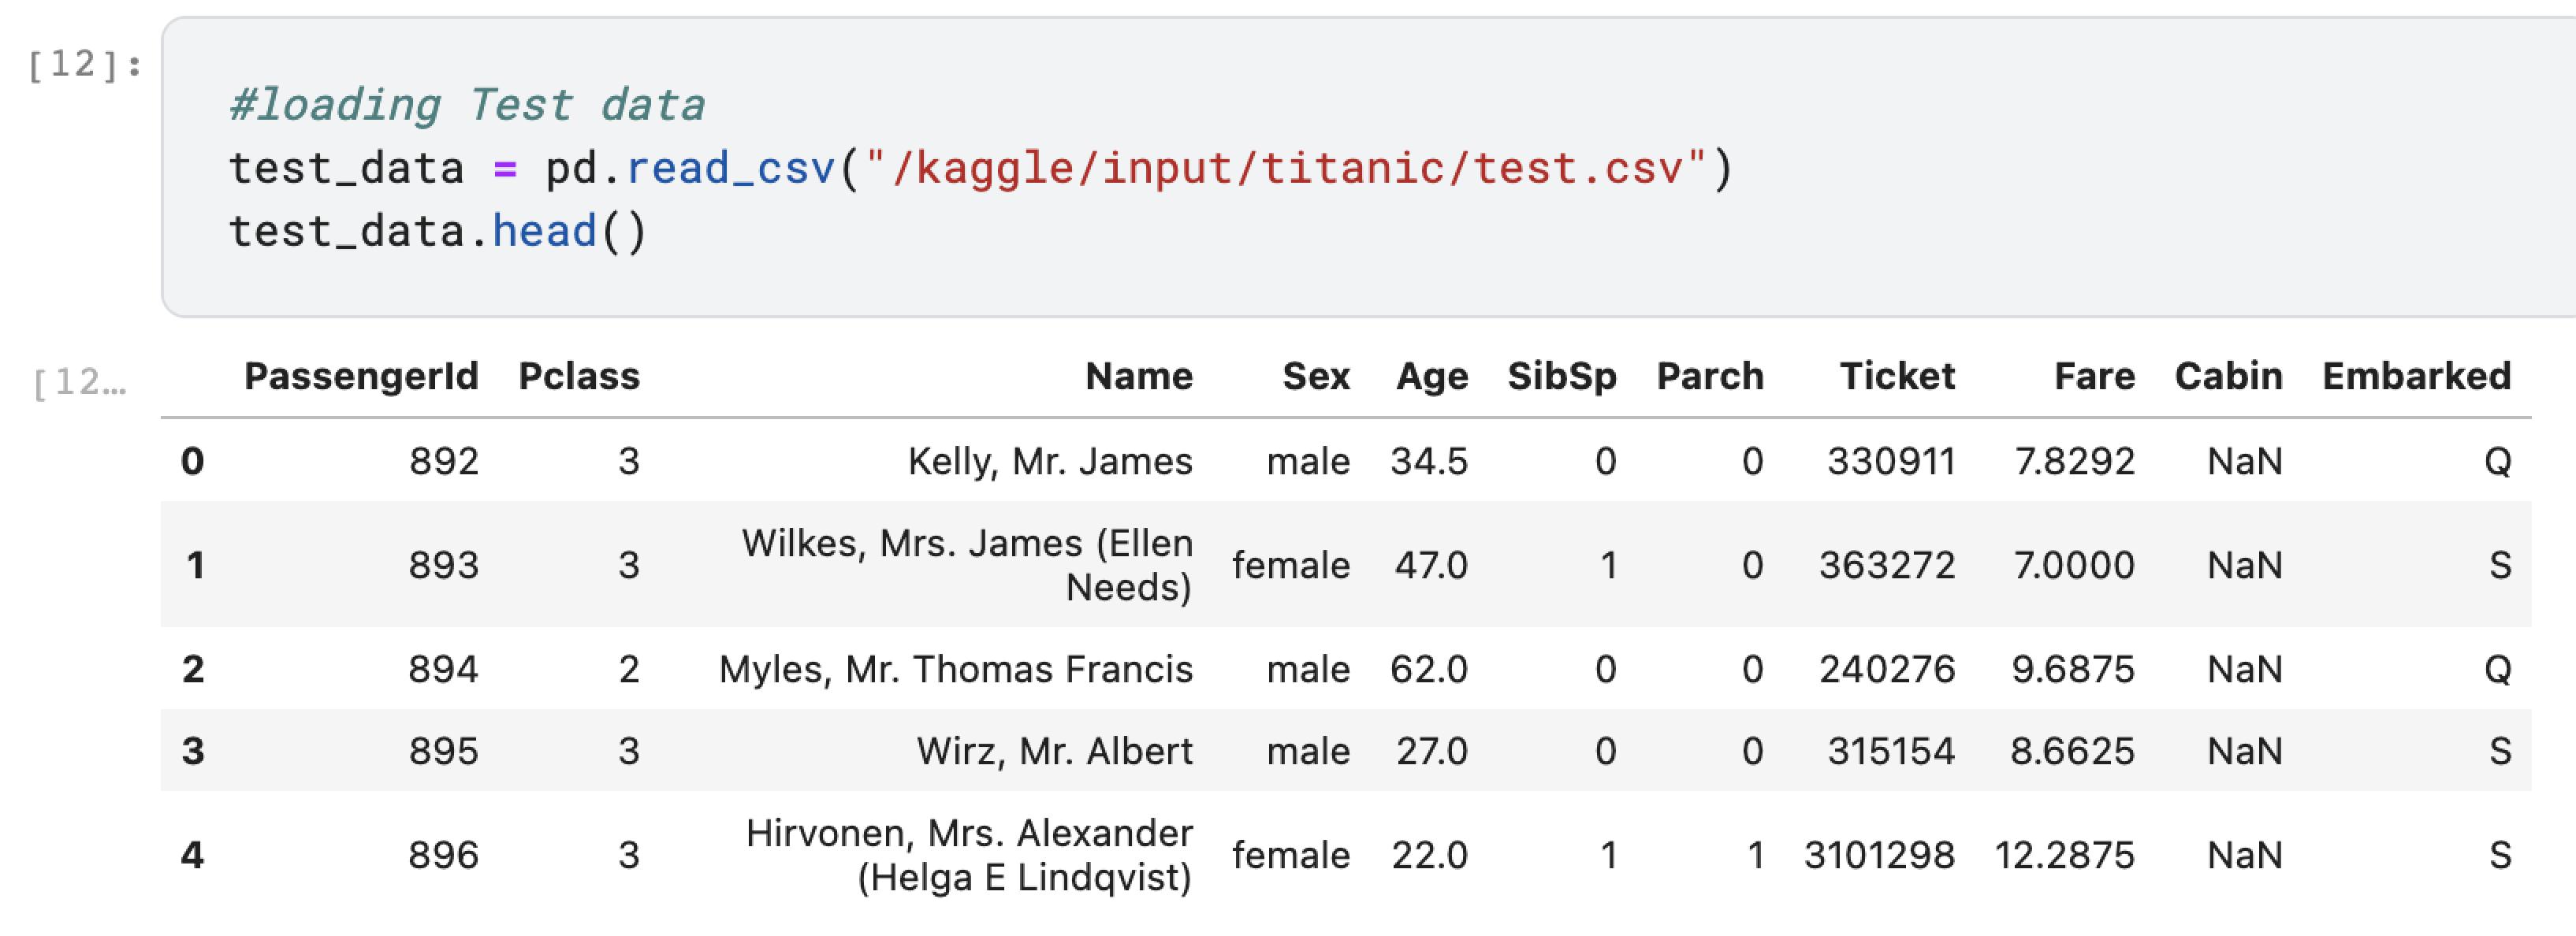 [12]:
#loading Test data
test_data = pd.read_csv("/kaggle/input/titanic/test.csv")
test_data.head()
[12…
PassengerId Pclass Name Sex Age SibSp Parch Ticket Fare Cabin Embarked
0 892 3 Kelly, Mr. James male 34.5 0 0 330911 7.8292 NaN Q
1 893 3 Wilkes, Mrs. James (Ellen
Needs) female 47.0 1 0 363272 7.0000 NaN S
2 894 2 Myles, Mr. Thomas Francis male 62.0 0 0 240276 9.6875 NaN Q
3 895 3 Wirz, Mr. Albert male 27.0 0 0 315154 8.6625 NaN S
4 896 3 Hirvonen, Mrs. Alexander
(Helga E Lindqvist) female 22.0 1 1 3101298 12.2875 NaN S